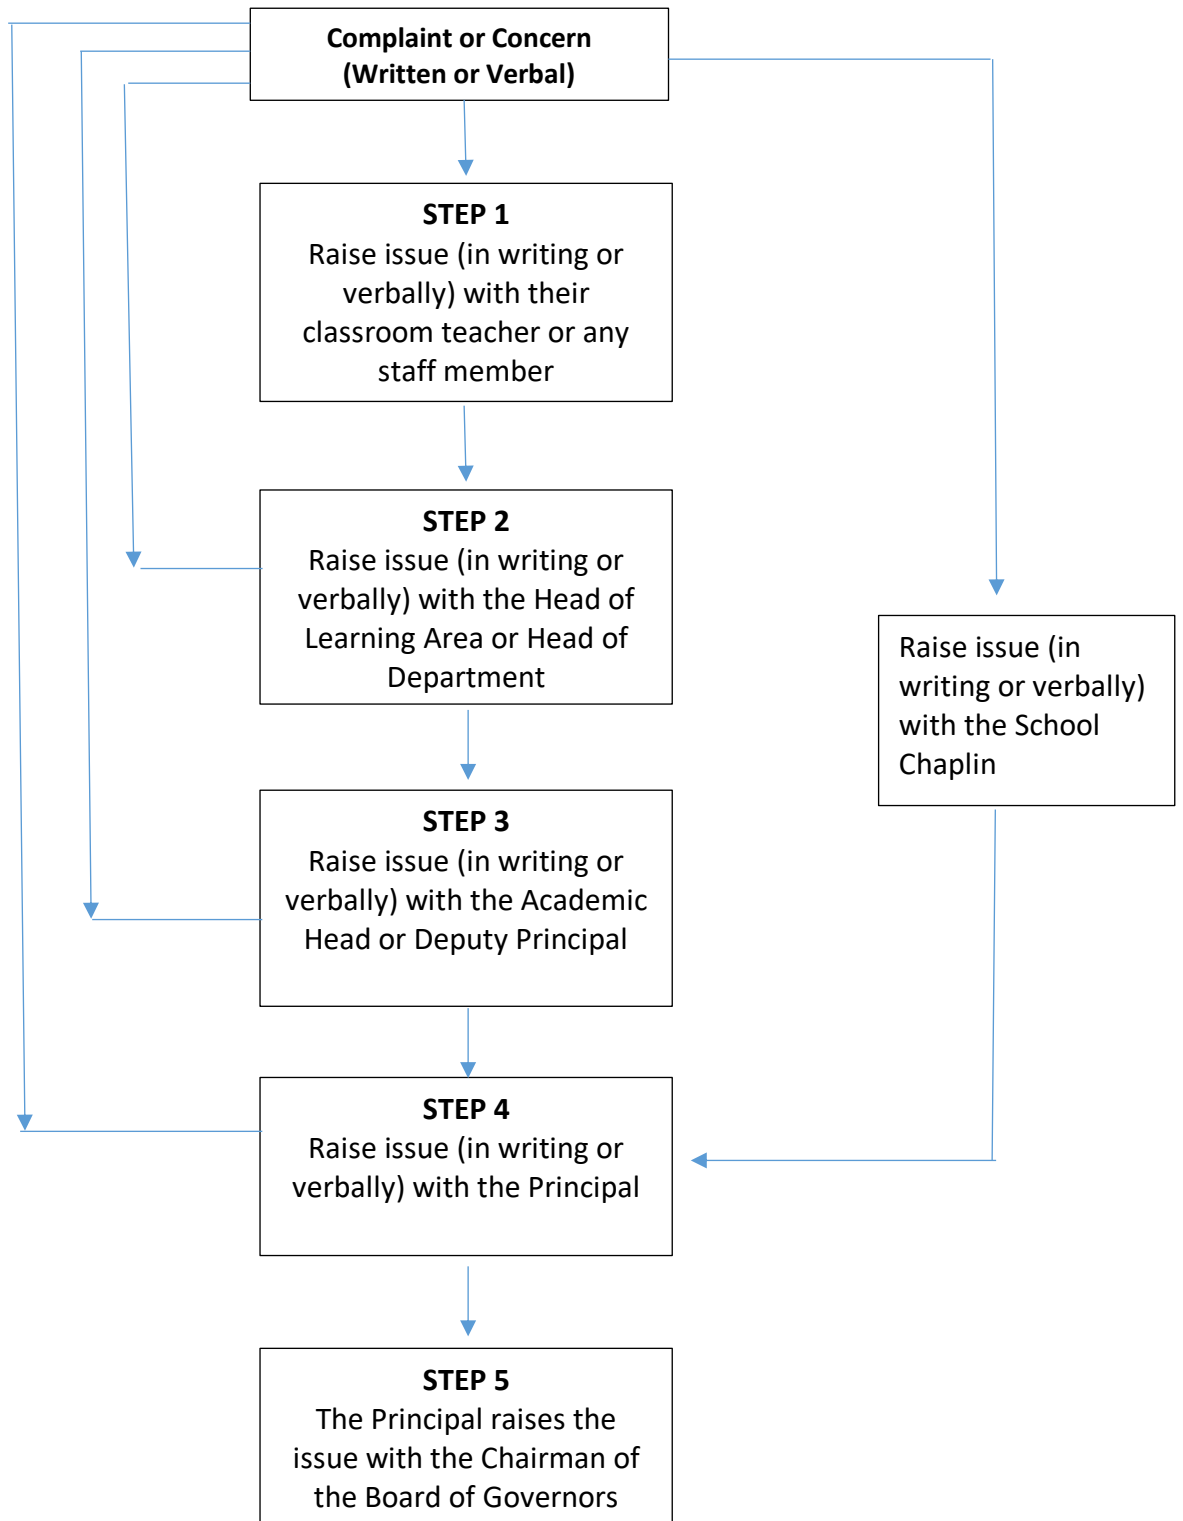 Complaint or Concern
(Written or Verbal)
STEP 1
Raise issue (in writing or
verbally) with their
classroom teacher or any
staff member
STEP 2
Raise issue (in writing or
verbally) with the Head of
Learning Area or Head of
Department
Raise issue (in
writing or verbally)
with the School
Chaplin
STEP 3
Raise issue (in writing or
verbally) with the Academic
Head or Deputy Principal
STEP 4
Raise issue (in writing or
verbally) with the Principal
STEP 5
The Principal raises the
issue with the Chairman of
the Board of Governors